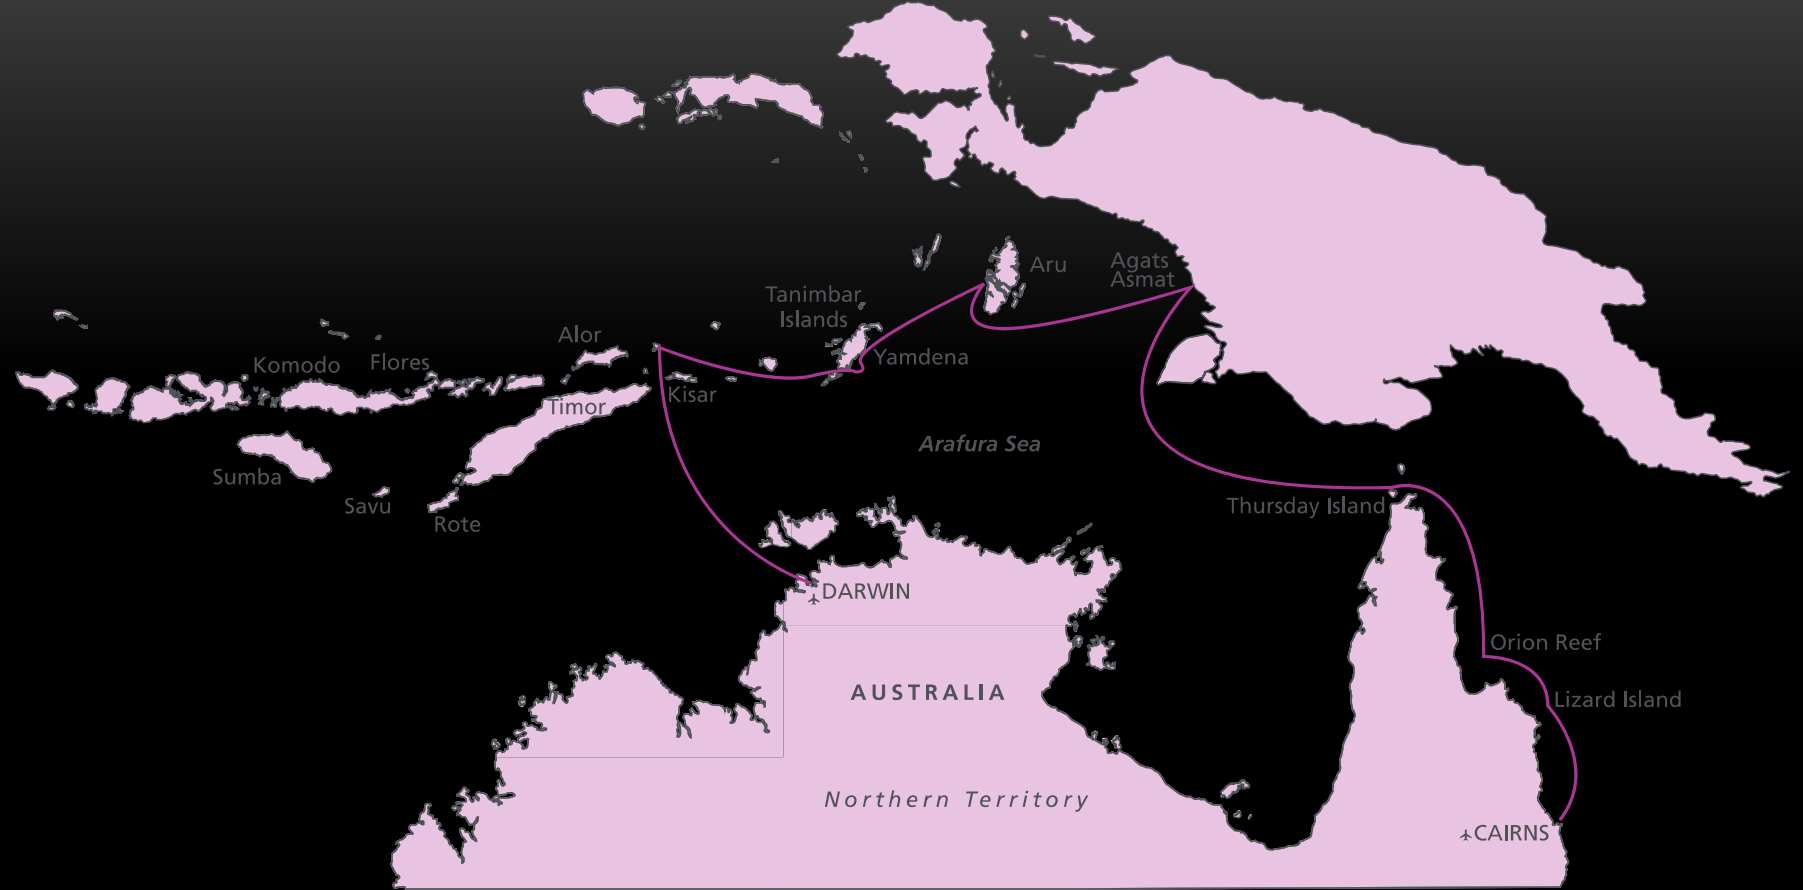 Aru
Agats
Asmat
Tanimbar
Islands
Alor
Komodo
Flores
Yamdena
Kisar
Timor
Arafura Sea
Sumba
Savu
Rote
Thursday Island
DARWIN
Orion Reef
AUSTRALIA
Lizard Island
Northern Territory
CAIRNS